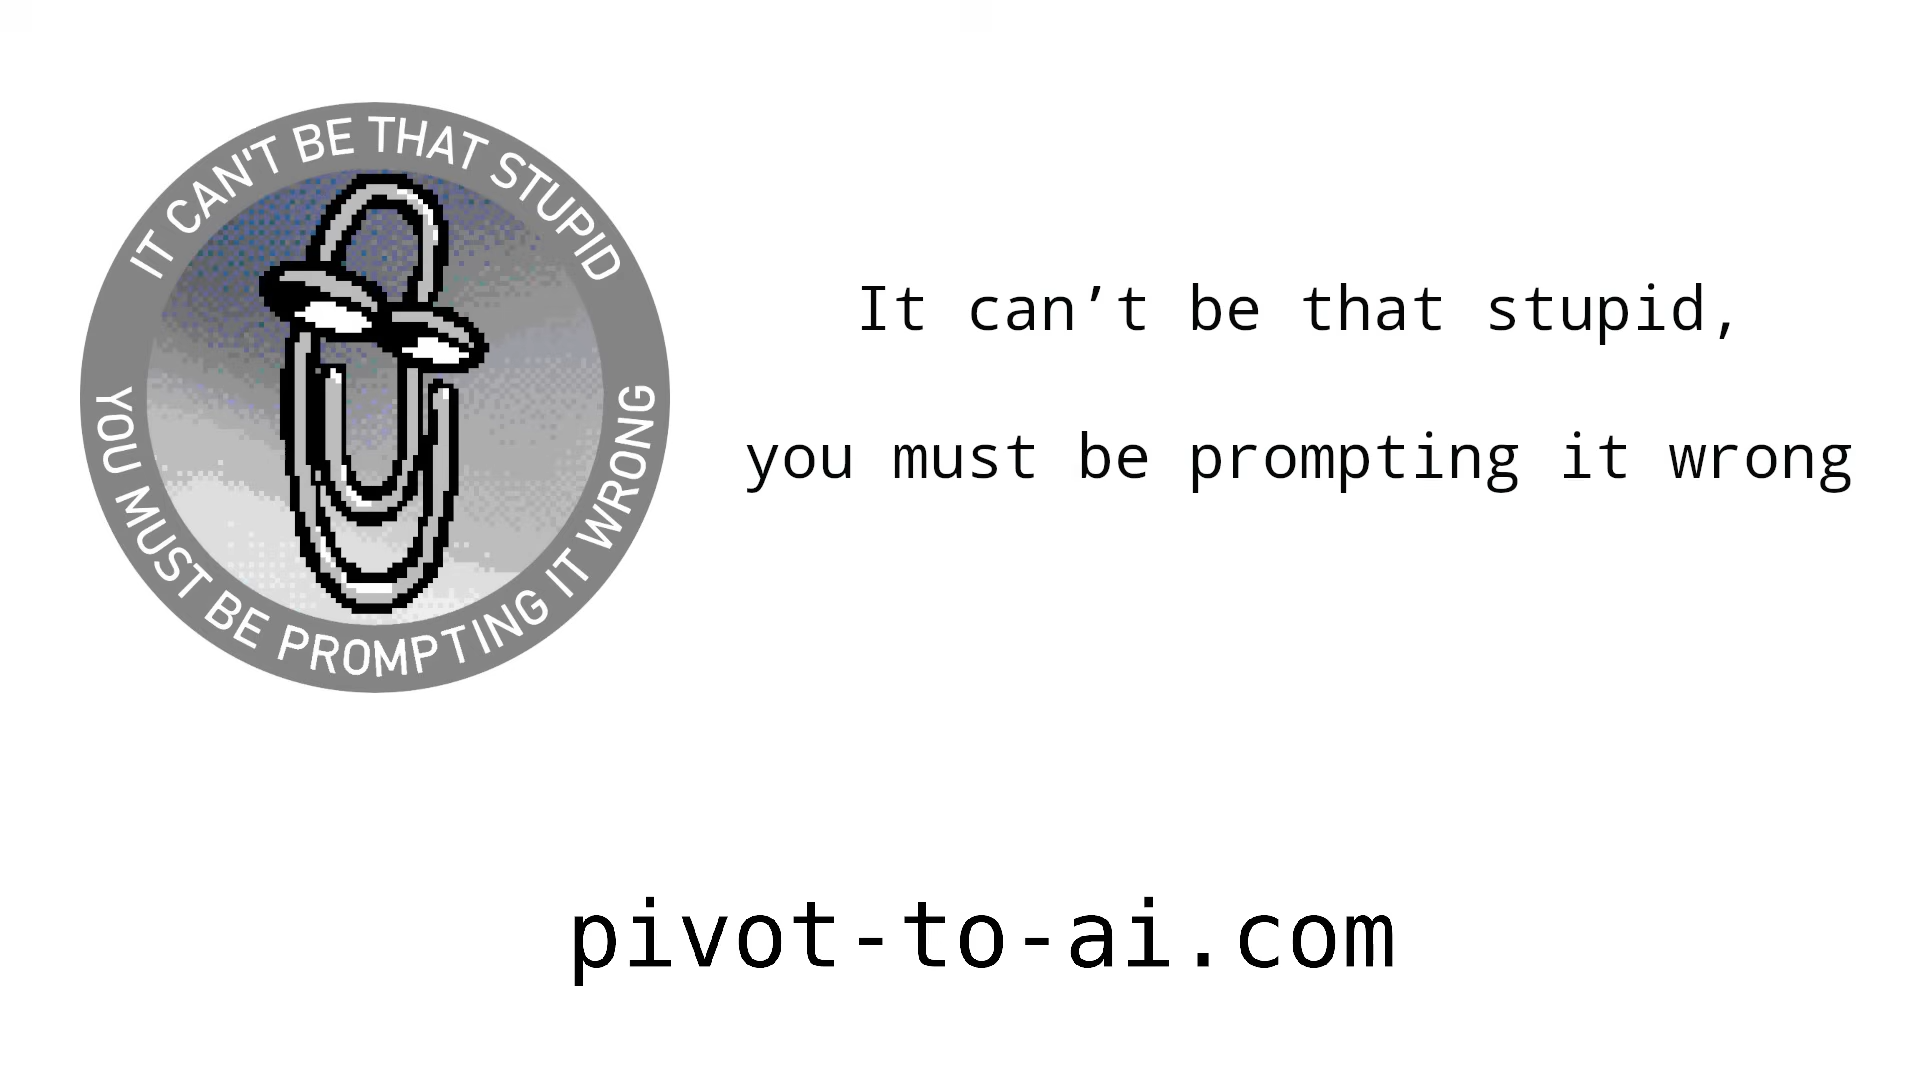 IT CAN'T BE THAT STUPID
YOU MUST BE PROMPTING IT WRONG
It can’t be that stupid,
you must be prompting it wrong
pivot-to-ai.com